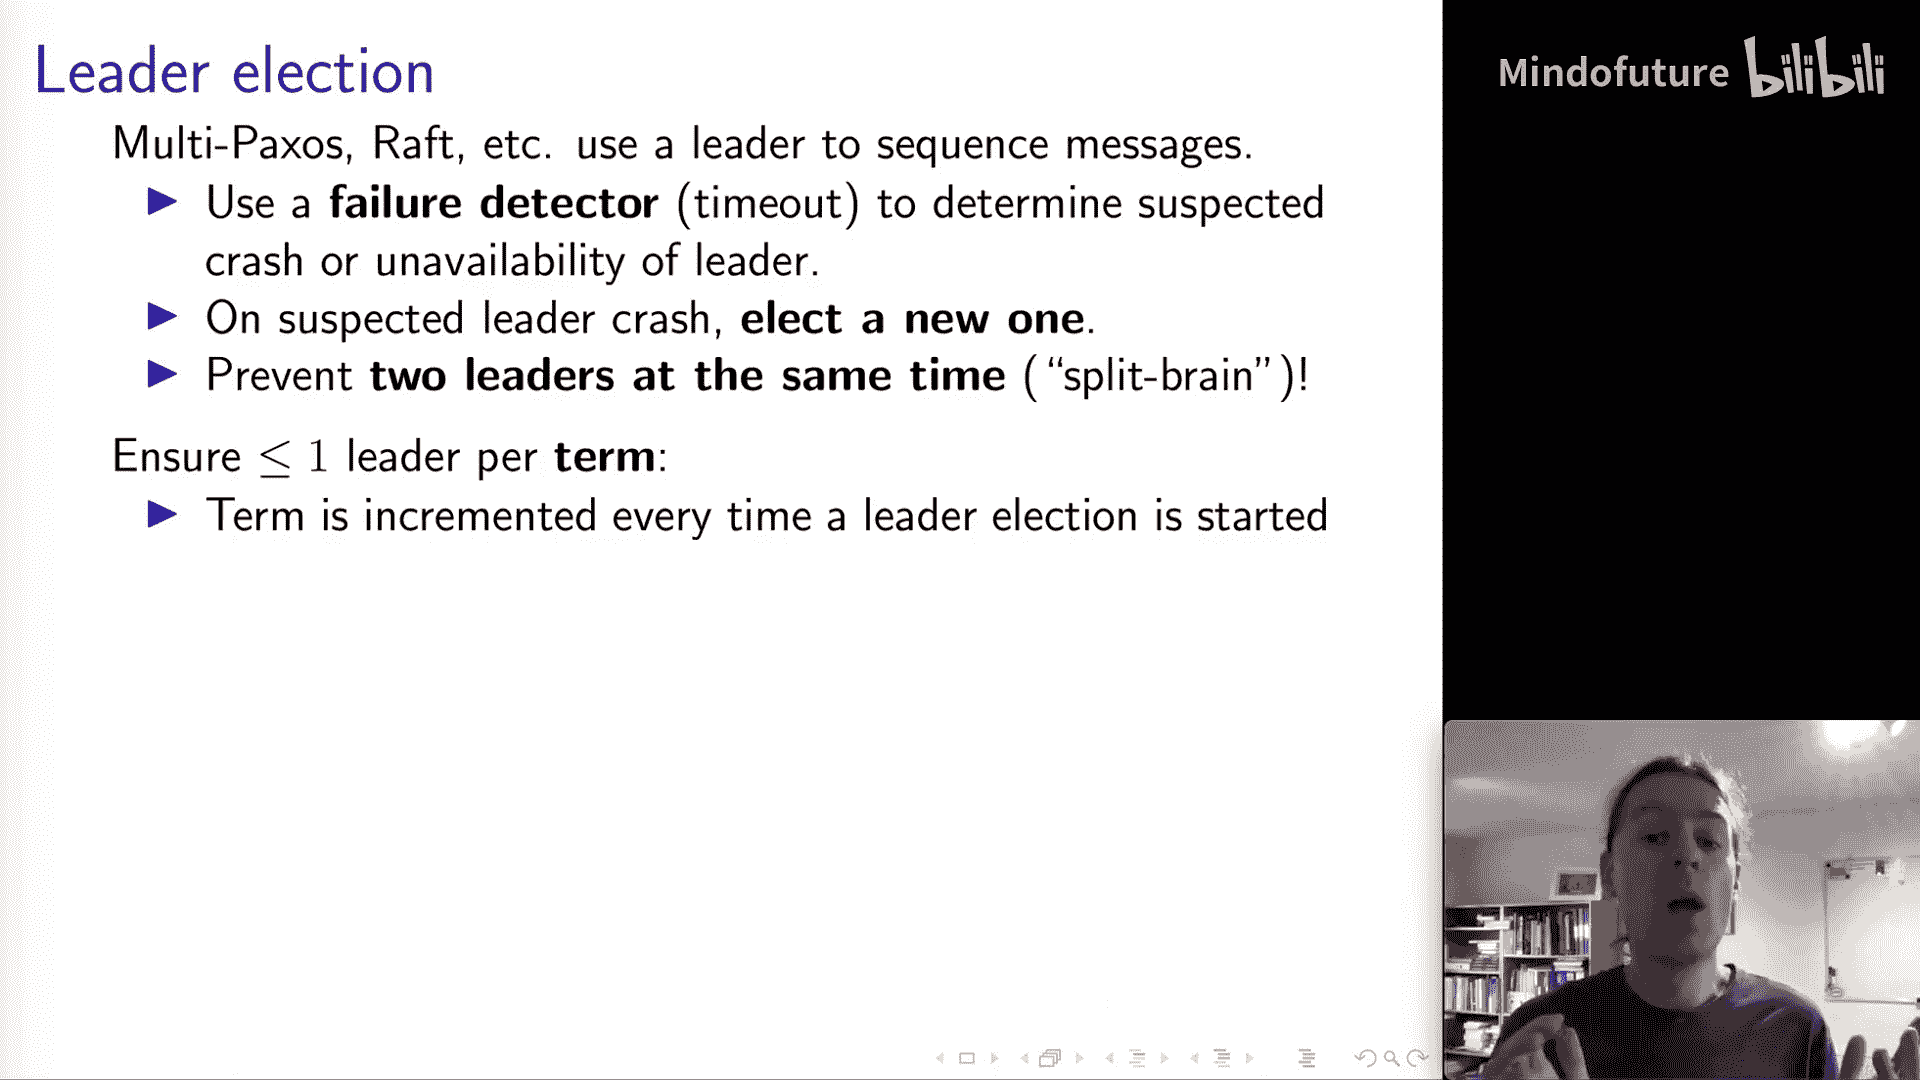 Leader election
Mindofuture bilibili
Multi-Paxos, Raft, etc. use a leader to sequence messages.
▶ Use a failure detector (timeout) to determine suspected
crash or unavailability of leader.
▶ On suspected leader crash, elect a new one.
▶ Prevent two leaders at the same time (“split-brain”)!
Ensure ≤ 1 leader per term:
▶ Term is incremented every time a leader election is started